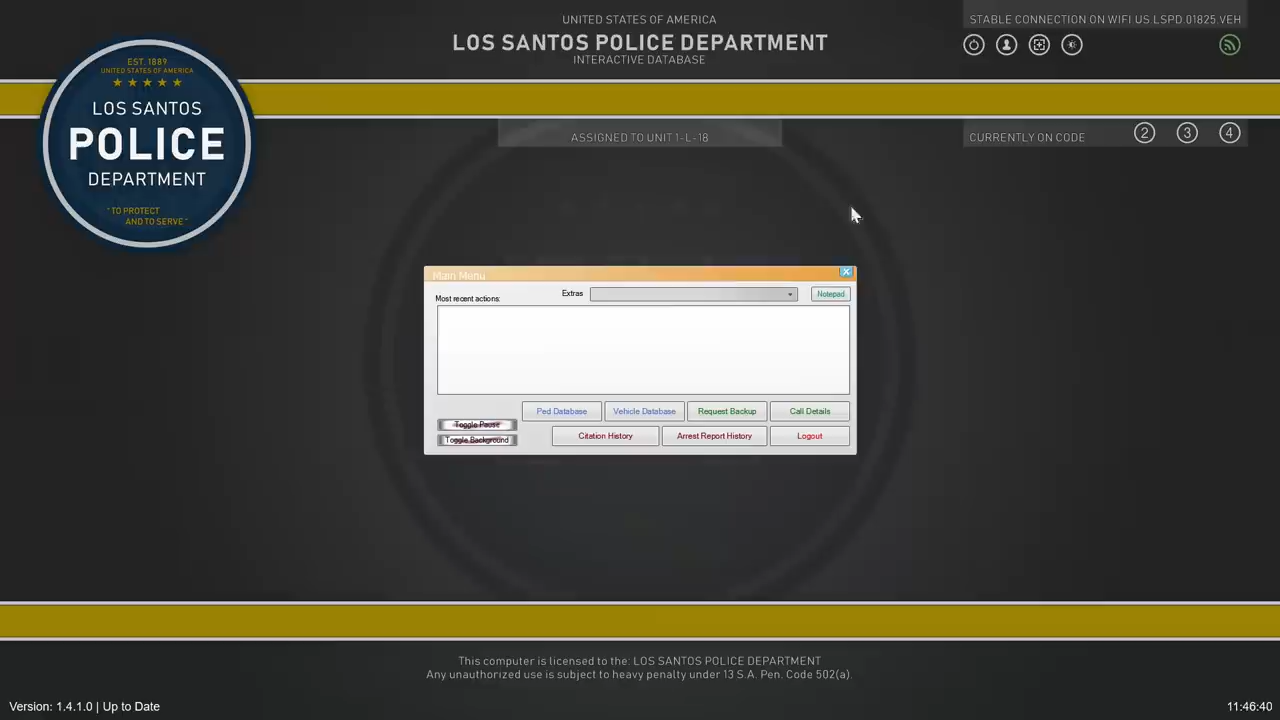 UNITED STATES OF AMERICA
LOS SANTOS POLICE DEPARTMENT
INTERACTIVE DATABASE
STABLE CONNECTION ON WIFI US.LSPD.01825.VEH
EST. 1889
UNITED STATES OF AMERICA
LOS SANTOS
POLICE
DEPARTMENT
"TO PROTECT
AND TO SERVE"
ASSIGNED TO UNIT 1-L-18
CURRENTLY ON CODE
2 3 4
Main Menu
Most recent actions:
Extras
Notepad
Ped Database
Vehicle Database
Request Backup
Call Details
Toggle Pause
Toggle Background
Citation History
Arrest Report History
Logout
This computer is licensed to the: LOS SANTOS POLICE DEPARTMENT
Any unauthorized use is subject to heavy penalty under 13 S.A. Pen. Code 502(a).
Version: 1.4.1.0 | Up to Date
11:46:40